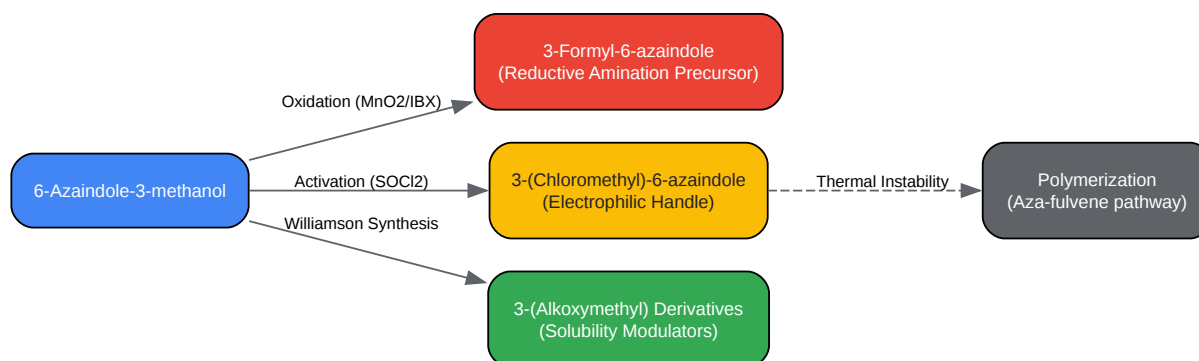 3-Formyl-6-azaindole
(Reductive Amination Precursor)
Oxidation (MnO2/IBX)
6-Azaindole-3-methanol
Activation (SOCl2)
3-(Chloromethyl)-6-azaindole
(Electrophilic Handle)
Thermal Instability
Polymerization
(Aza-fulvene pathway)
Williamson Synthesis
3-(Alkoxymethyl) Derivatives
(Solubility Modulators)